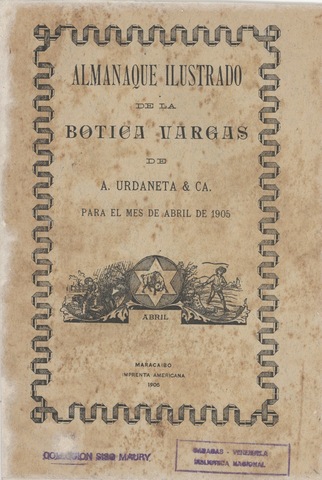 ALMANAQUE ILUSTRADO
DE LA
BOTICA VARGAS
DE
A. URDANETA & CA.
PARA EL MES DE ABRIL DE 1905
ABRIL
MARACAIBO
IMPRENTA AMERICANA
1905
MAURY
CARACAS - VENEZUELA
BIBLIOTECA NACIONAL